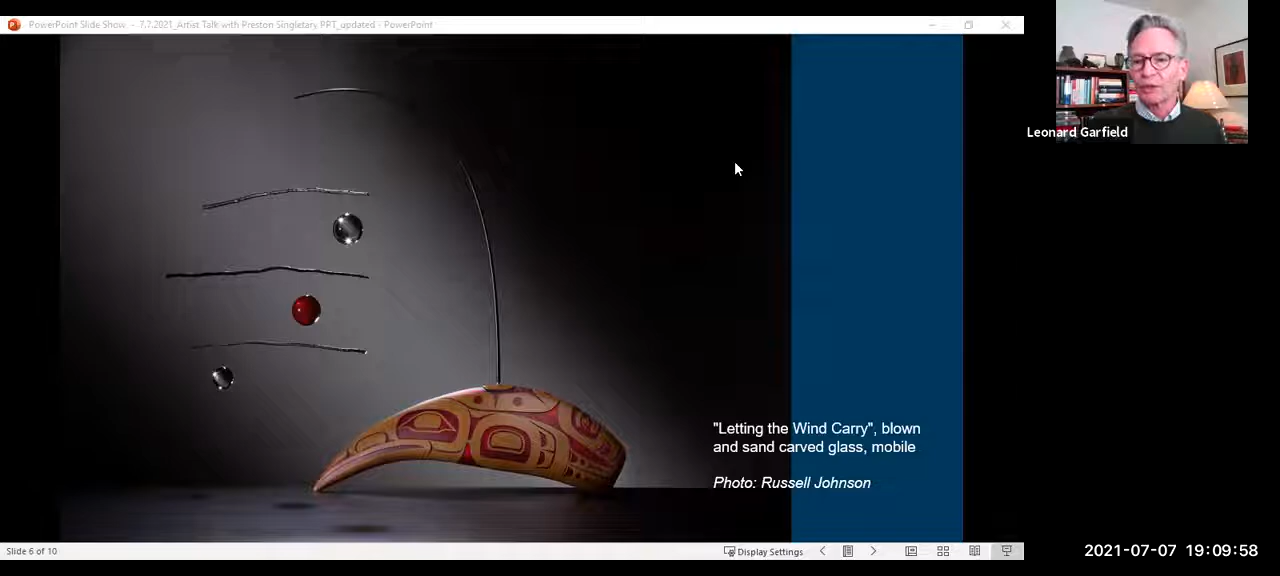 PowerPoint Slide Show - 7.7.2021_Artist Talk with Preston Singletary PPT_updated - PowerPoint
Leonard Garfield
"Letting the Wind Carry", blown
and sand carved glass, mobile
Photo: Russell Johnson
Slide 6 of 10
Display Settings
2021-07-07 19:09:58